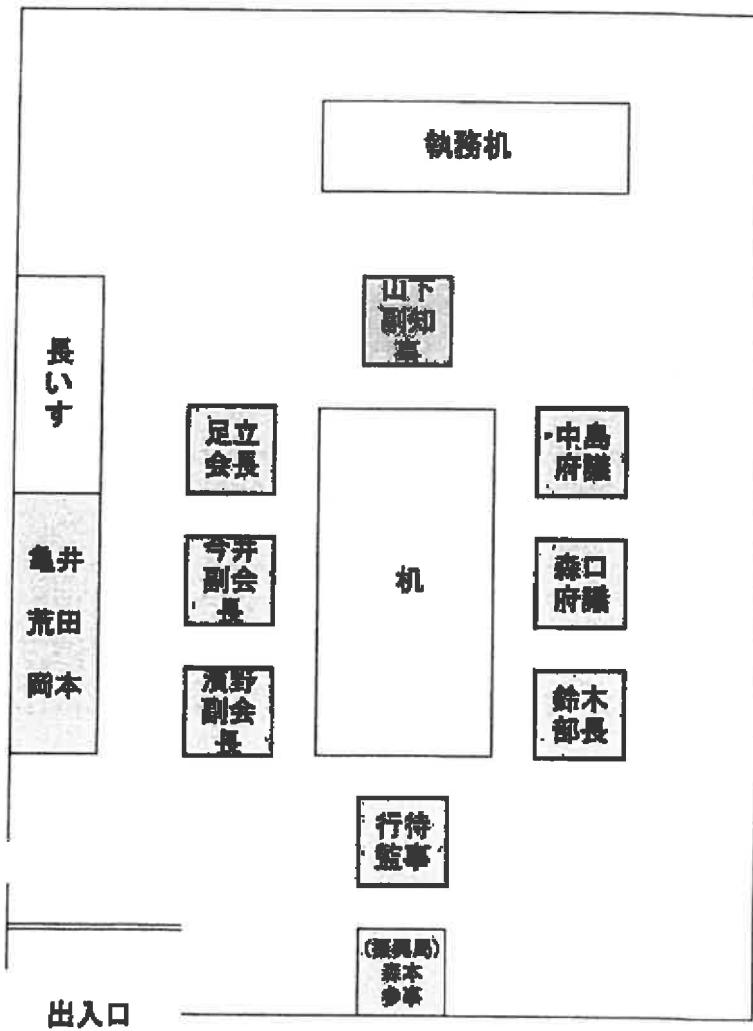 執務机
山下
副知
事
長いす
足立
会長
中島
府議
今井
副会
長
机
森口
府議
亀井
荒田
岡本
濱野
副会
長
鈴木
部長
行待
監事
(振興局)
森本
参事
出入口